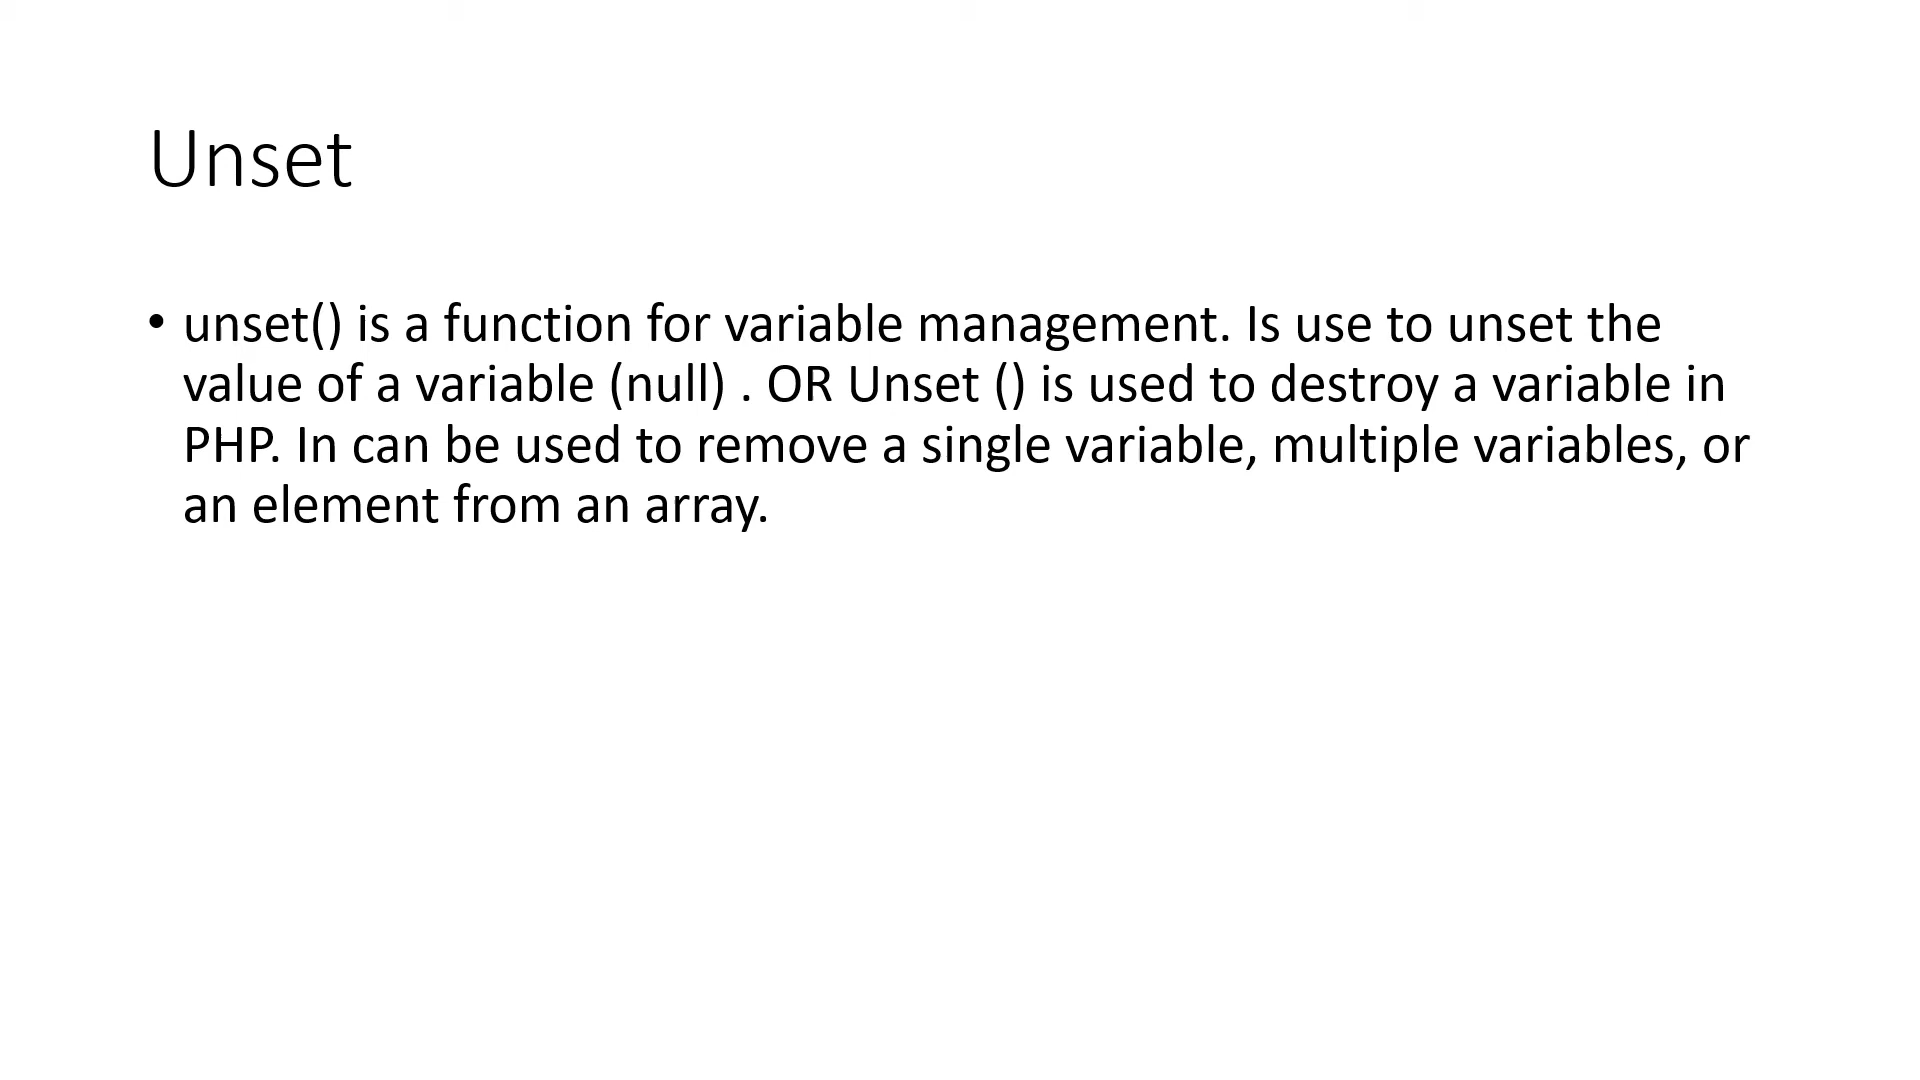 Unset
• unset() is a function for variable management. Is use to unset the
value of a variable (null) . OR Unset () is used to destroy a variable in
PHP. In can be used to remove a single variable, multiple variables, or
an element from an array.